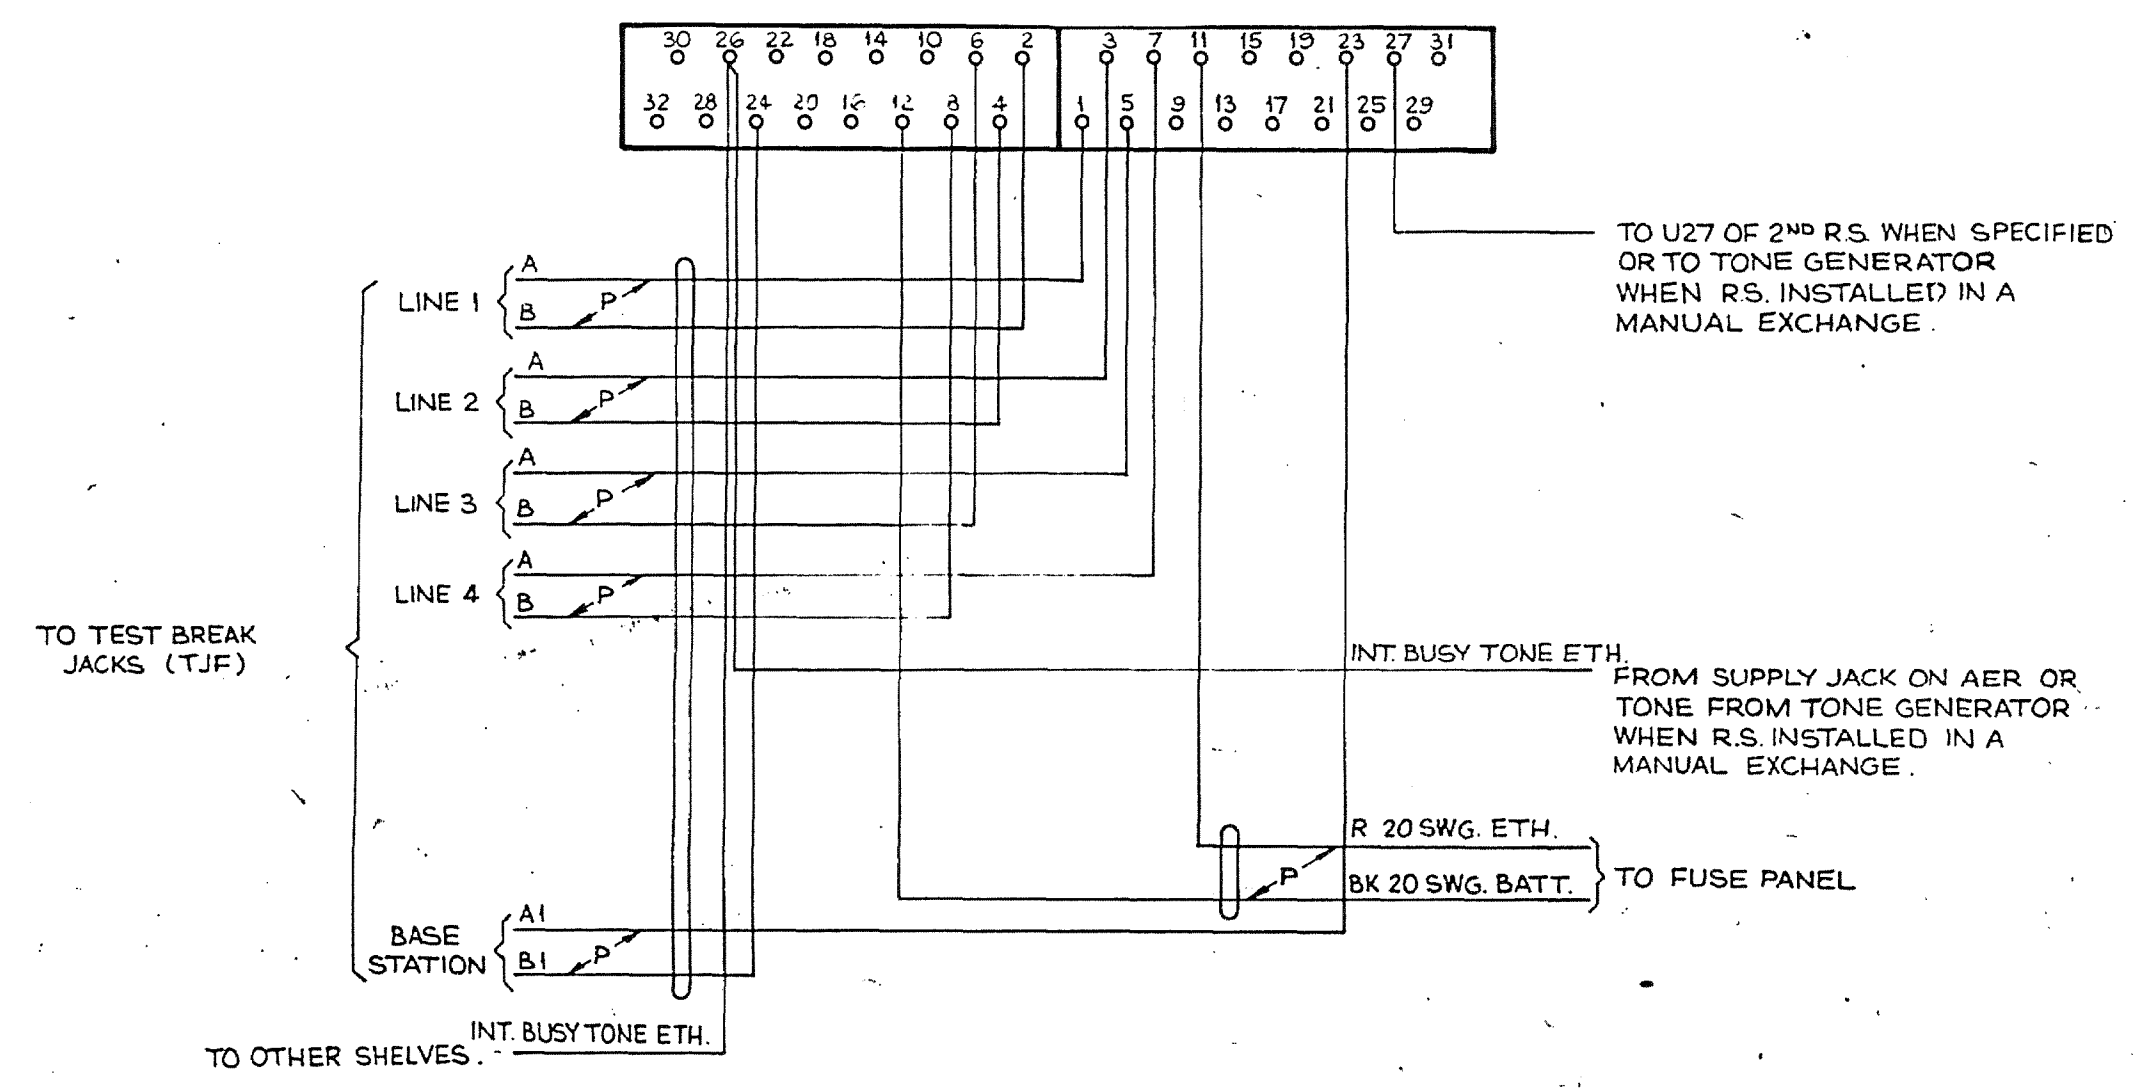 30 26 22 18 14 10 6 2 3 7 11 15 19 23 27 31
32 28 24 20 16 12 8 4 1 5 9 13 17 21 25 29
TO U27 OF 2ND R.S. WHEN SPECIFIED
OR TO TONE GENERATOR
WHEN R.S. INSTALLED IN A
MANUAL EXCHANGE.
LINE 1
A
P
B
LINE 2
A
P
B
LINE 3
A
P
B
LINE 4
A
P
B
TO TEST BREAK
JACKS (TJF)
INT. BUSY TONE ETH.
FROM SUPPLY JACK ON AER OR
TONE FROM TONE GENERATOR
WHEN R.S. INSTALLED IN A
MANUAL EXCHANGE.
R 20 SWG. ETH.
P
BK 20 SWG. BATT.
TO FUSE PANEL
BASE
STATION
A1
P
B1
INT. BUSY TONE ETH.
TO OTHER SHELVES.